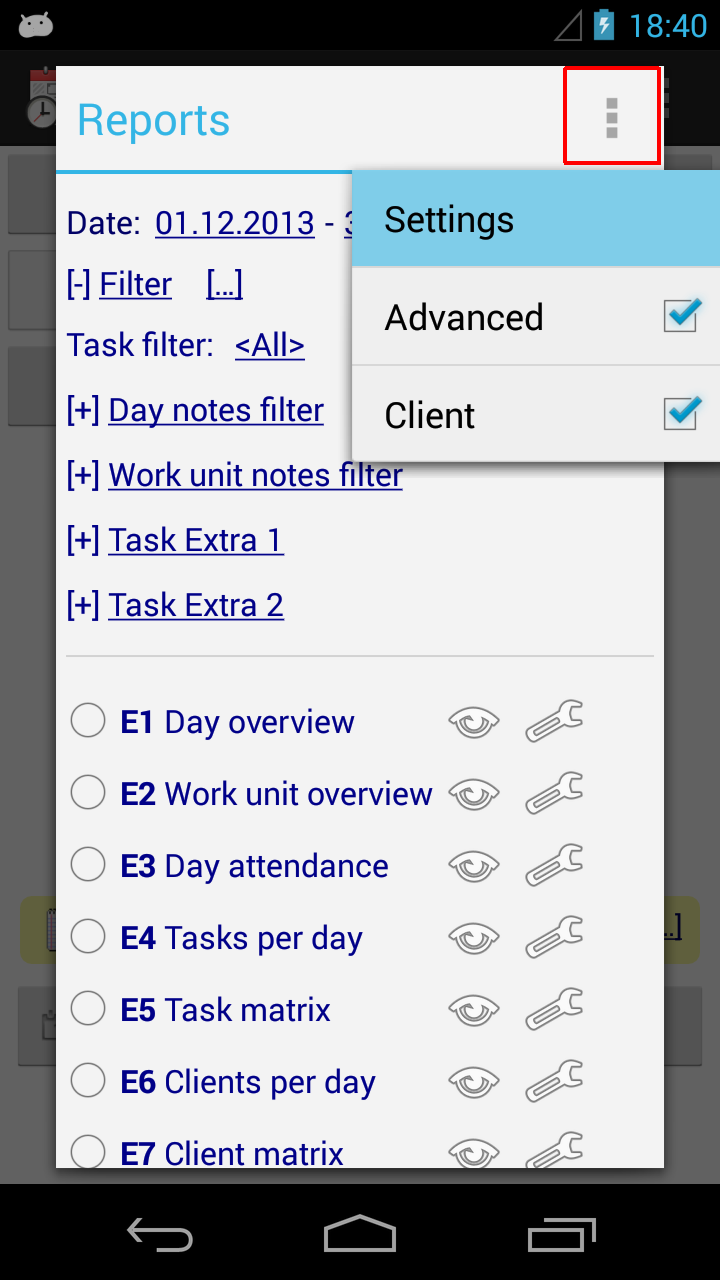 18:40
Reports
Settings
Advanced
Client
Date: 01.12.2013 - 3
[-] Filter [...]
Task filter: <All>
[+] Day notes filter
[+] Work unit notes filter
[+] Task Extra 1
[+] Task Extra 2
E1 Day overview
E2 Work unit overview
E3 Day attendance
E4 Tasks per day
..]
E5 Task matrix
E6 Clients per day
E7 Client matrix